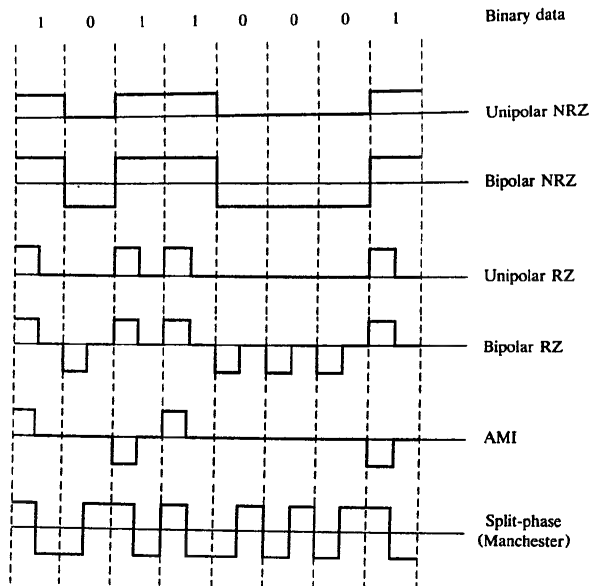 1 0 1 1 0 0 0 1 Binary data
Unipolar NRZ
Bipolar NRZ
Unipolar RZ
Bipolar RZ
AMI
Split-phase
(Manchester)